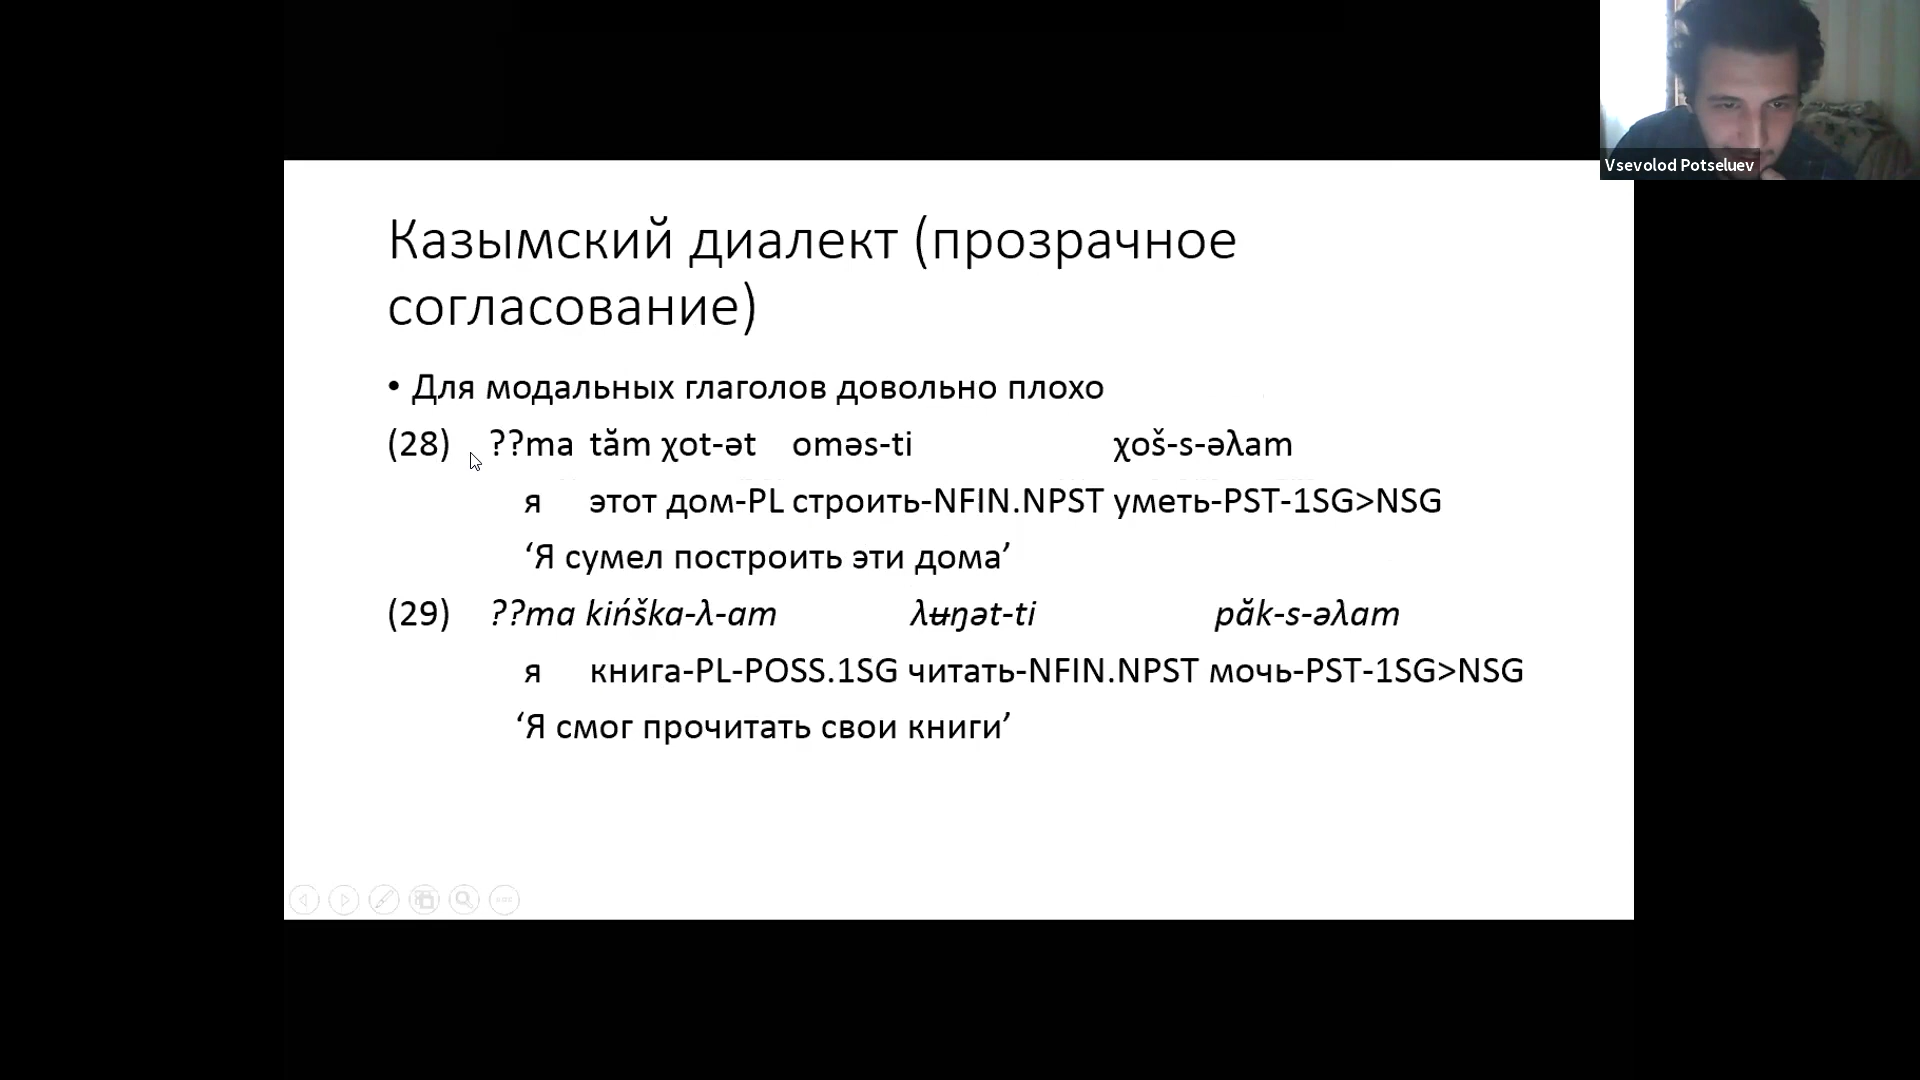 Vsevolod Potseluev
Казымский диалект (прозрачное
согласование)
• Для модальных глаголов довольно плохо
(28) ??ma tăm χot-ət oməs-ti χoš-s-əλam
я этот дом-PL строить-NFIN.NPST уметь-PST-1SG>NSG
‘Я сумел построить эти дома’
(29) ??ma kińška-λ-am λʉŋət-ti păk-s-əλam
я книга-PL-POSS.1SG читать-NFIN.NPST мочь-PST-1SG>NSG
‘Я смог прочитать свои книги’